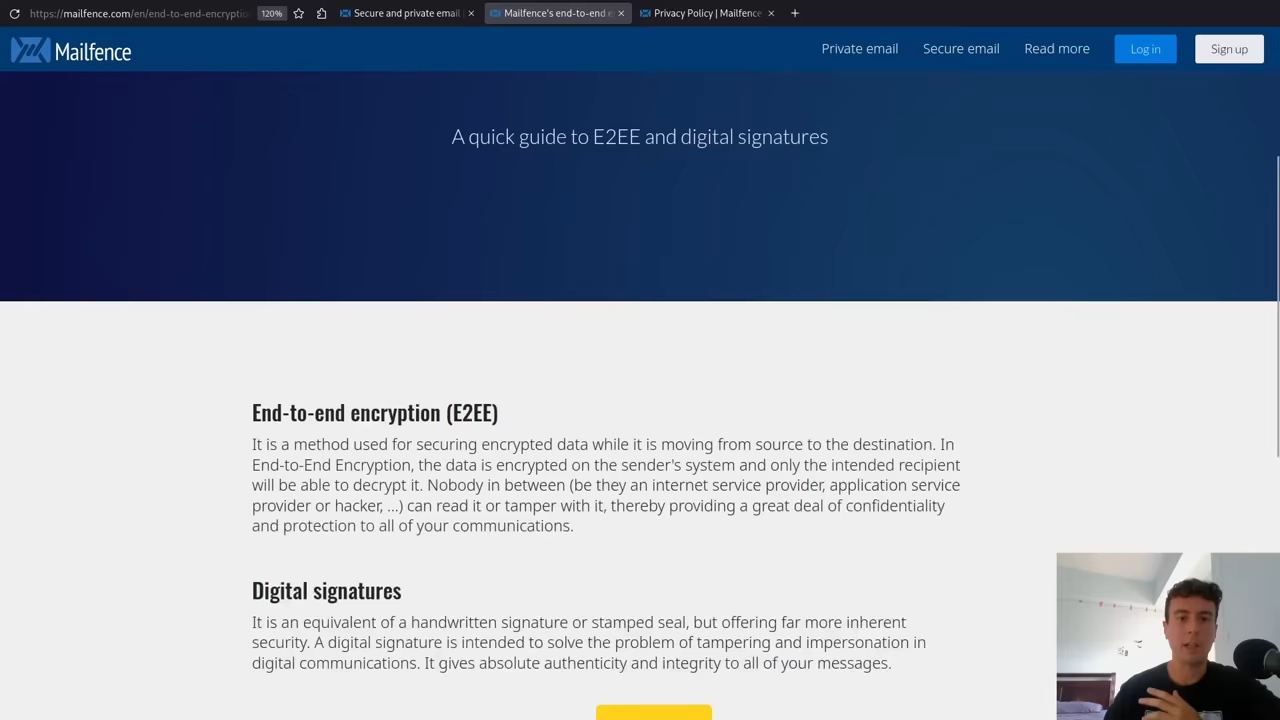 https://mailfence.com/en/end-to-end-encryptio
120%
Secure and private email
Mailfence's end-to-end e
Privacy Policy | Mailfence
Mailfence
Private email
Secure email
Read more
Log in
Sign up
A quick guide to E2EE and digital signatures
End-to-end encryption (E2EE)
It is a method used for securing encrypted data while it is moving from source to the destination. In
End-to-End Encryption, the data is encrypted on the sender's system and only the intended recipient
will be able to decrypt it. Nobody in between (be they an internet service provider, application service
provider or hacker, ...) can read it or tamper with it, thereby providing a great deal of confidentiality
and protection to all of your communications.
Digital signatures
It is an equivalent of a handwritten signature or stamped seal, but offering far more inherent
security. A digital signature is intended to solve the problem of tampering and impersonation in
digital communications. It gives absolute authenticity and integrity to all of your messages.